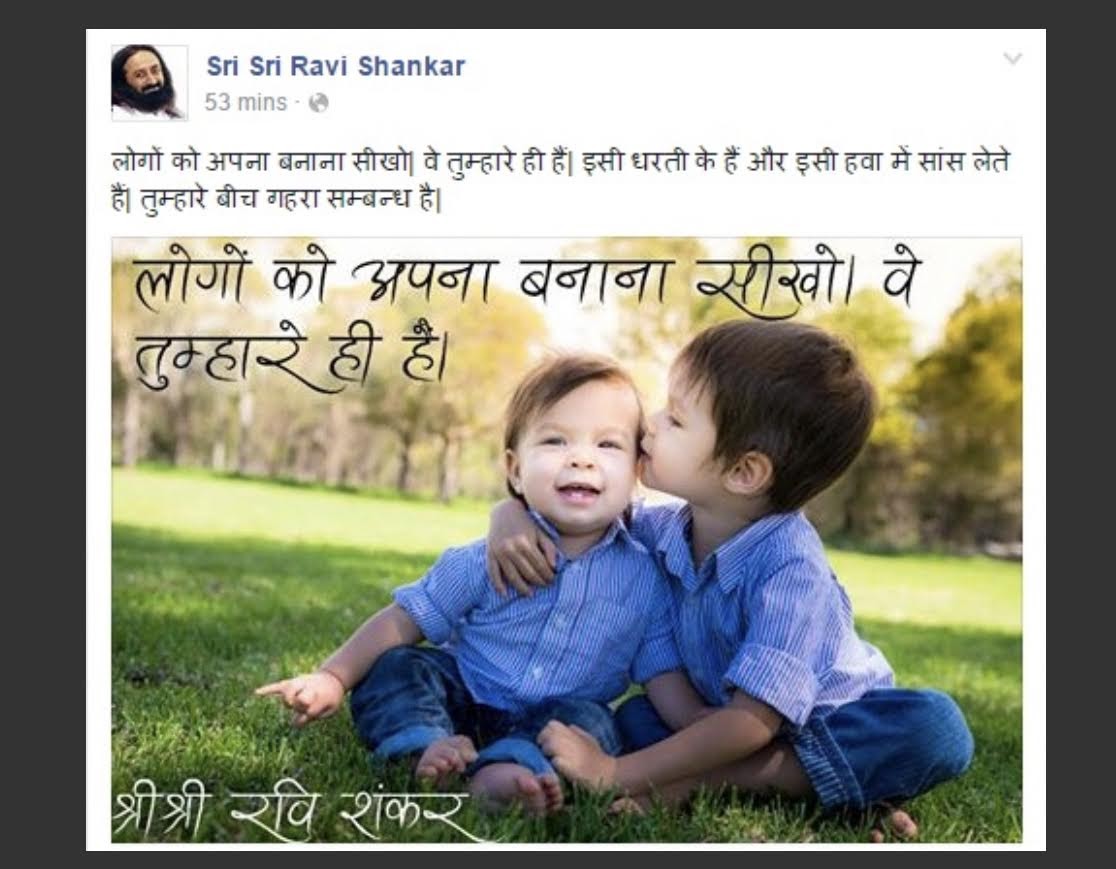 Sri Sri Ravi Shankar
53 mins ·
लोगों को अपना बनाना सीखो| वे तुम्हारे ही हैं| इसी धरती के हैं और इसी हवा में सांस लेते
हैं| तुम्हारे बीच गहरा सम्बन्ध है|
लोगों को अपना बनाना सीखो। वे
तुम्हारे ही हैं।
श्रीश्री रवि शंकर